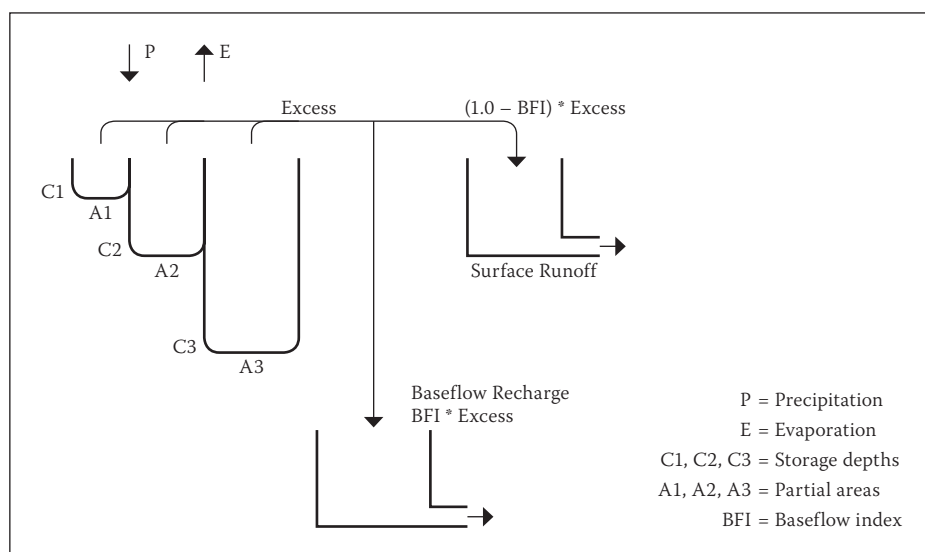 P
E
Excess
(1.0 – BFI) * Excess
C1
A1
C2
A2
C3
A3
Surface Runoff
Baseflow Recharge
BFI * Excess
P = Precipitation
E = Evaporation
C1, C2, C3 = Storage depths
A1, A2, A3 = Partial areas
BFI = Baseflow index